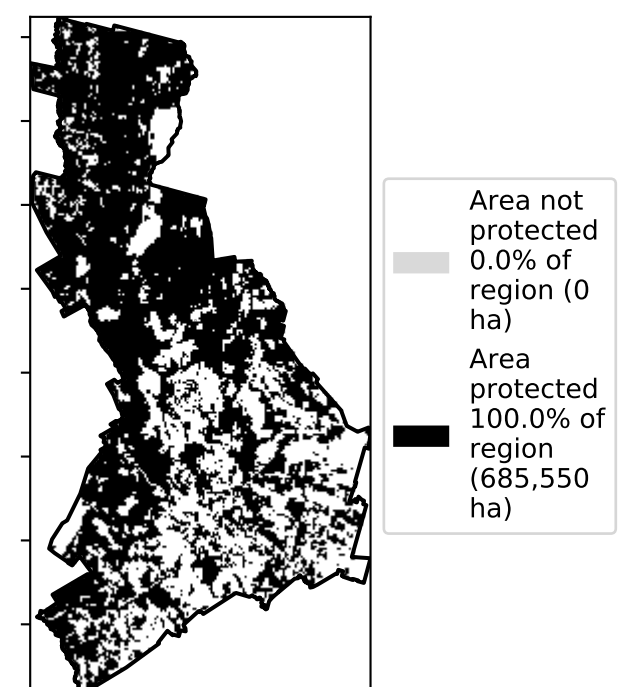 Area not
protected
0.0% of
region (0
ha)
Area
protected
100.0% of
region
(685,550
ha)